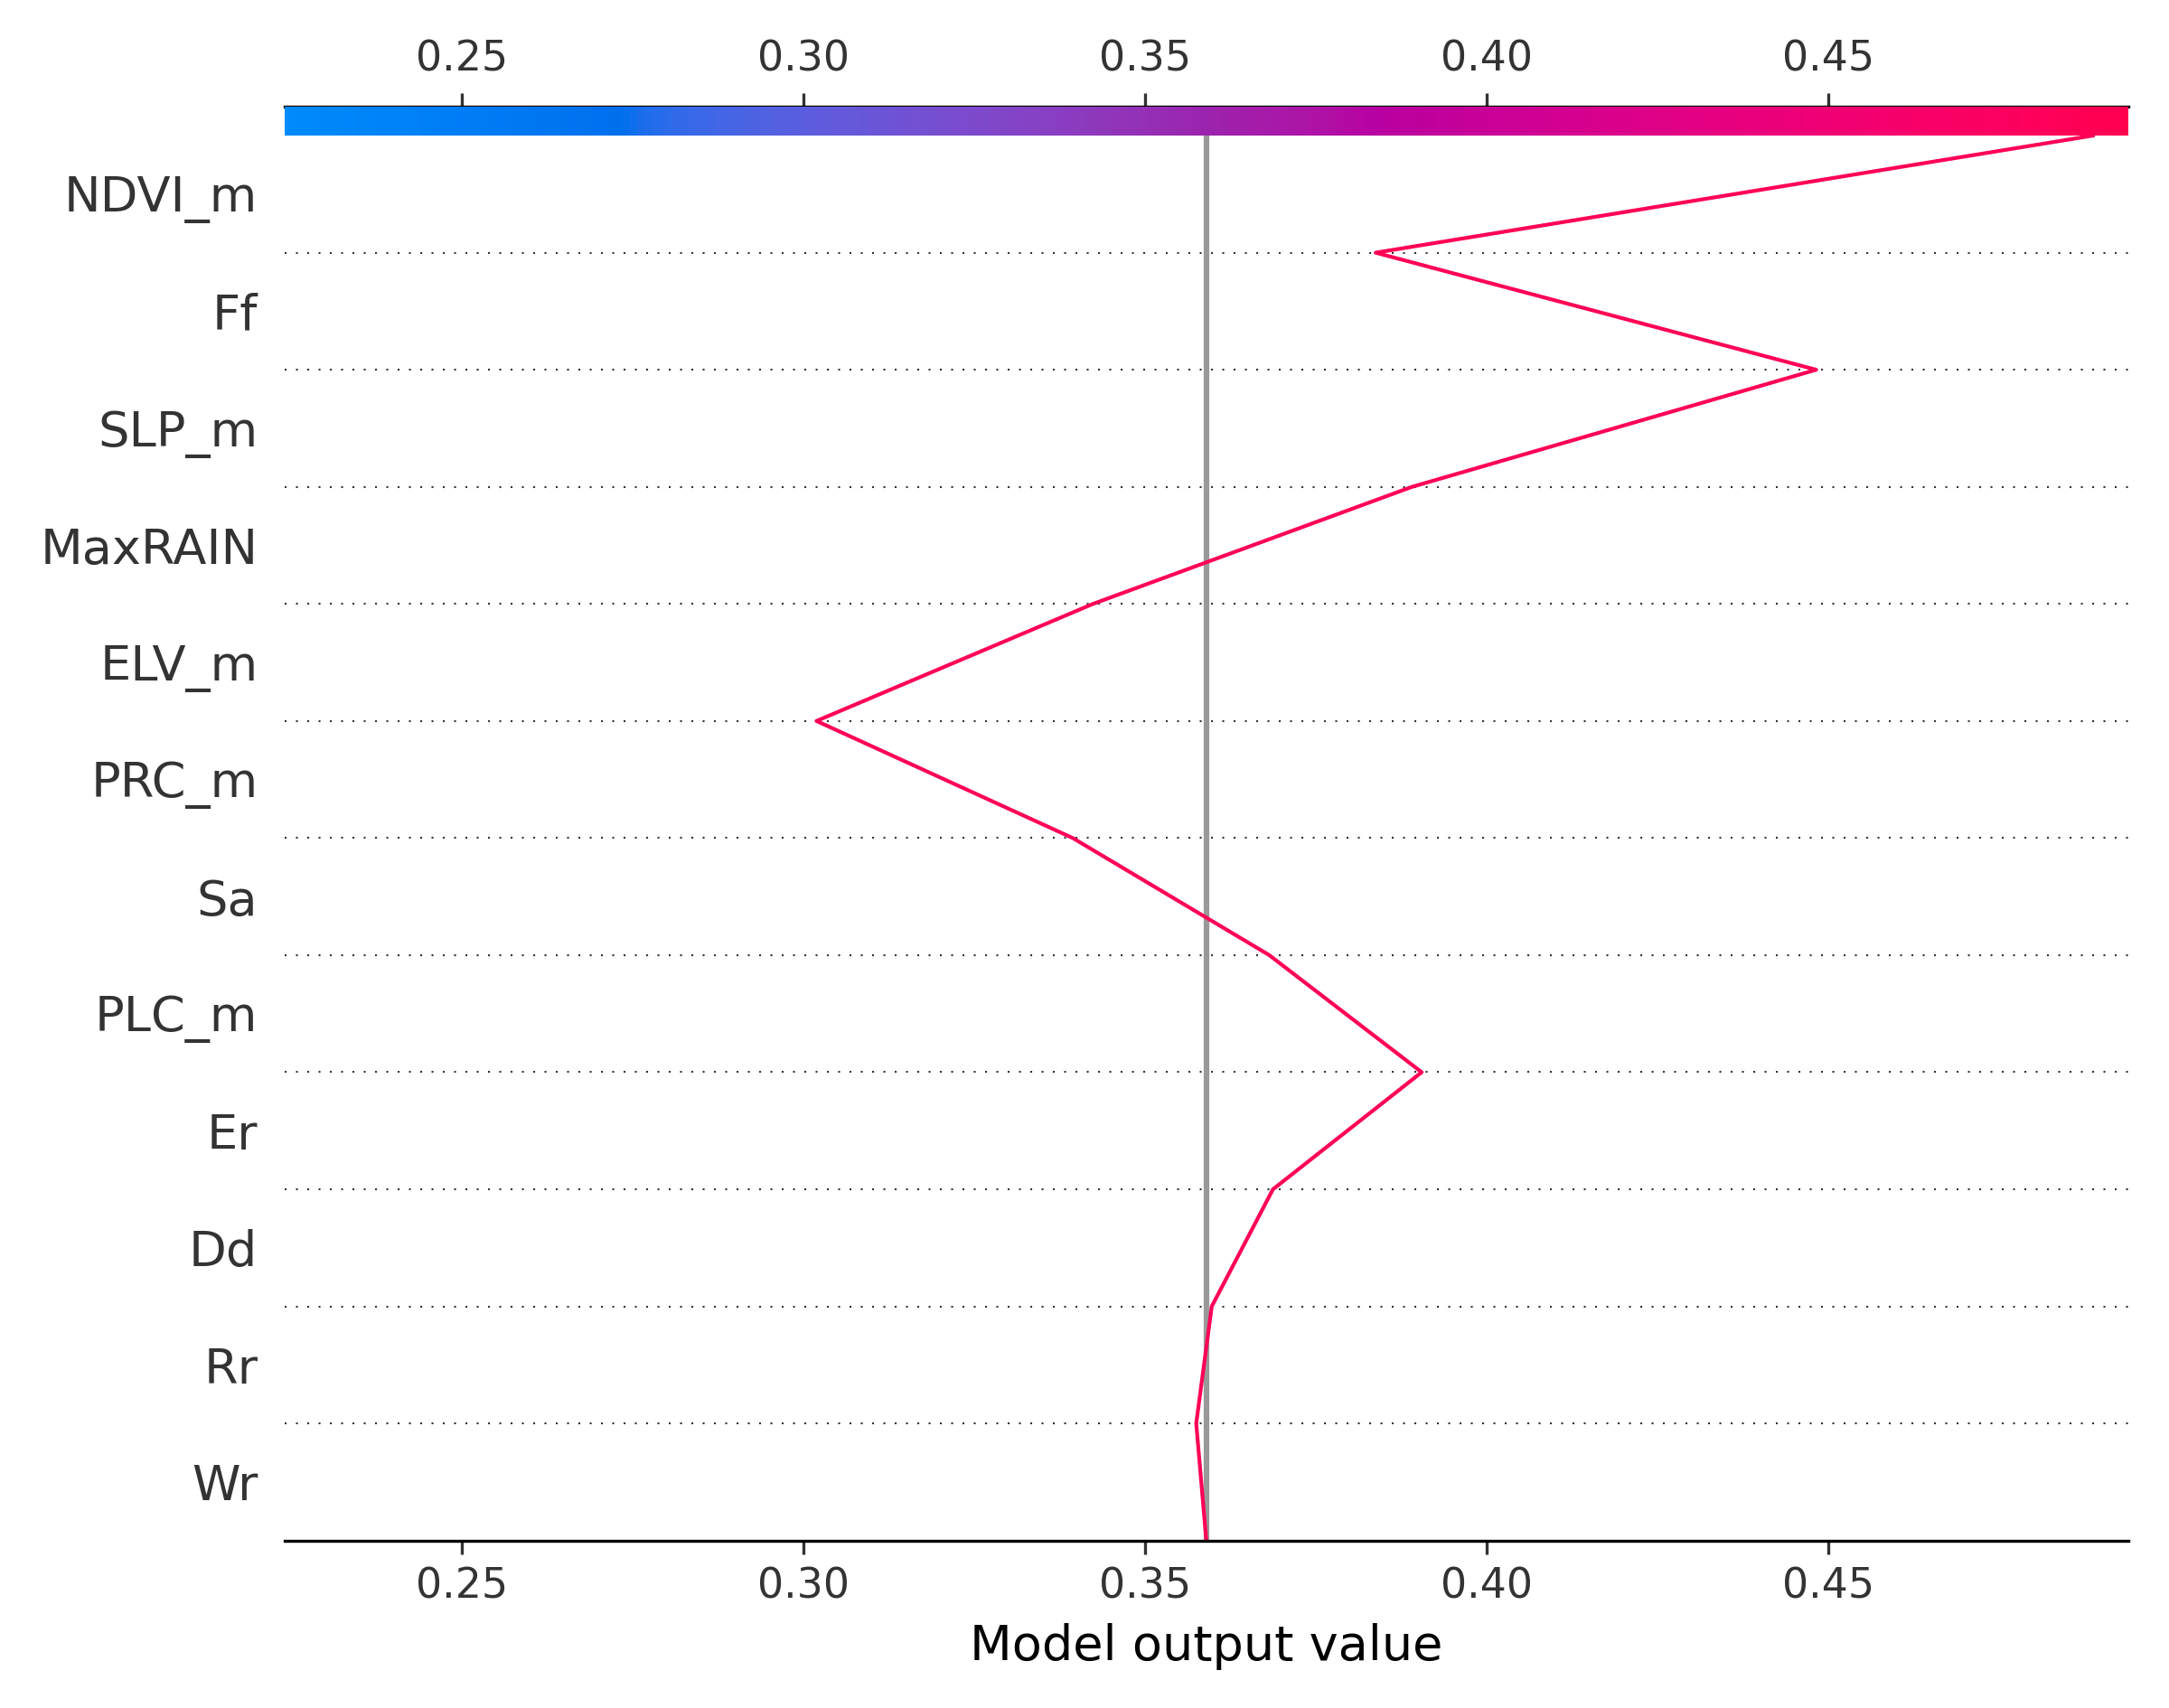 0.25 0.30 0.35 0.40 0.45
NDVI_m
Ff
SLP_m
MaxRAIN
ELV_m
PRC_m
Sa
PLC_m
Er
Dd
Rr
Wr
0.25 0.30 0.35 0.40 0.45
Model output value